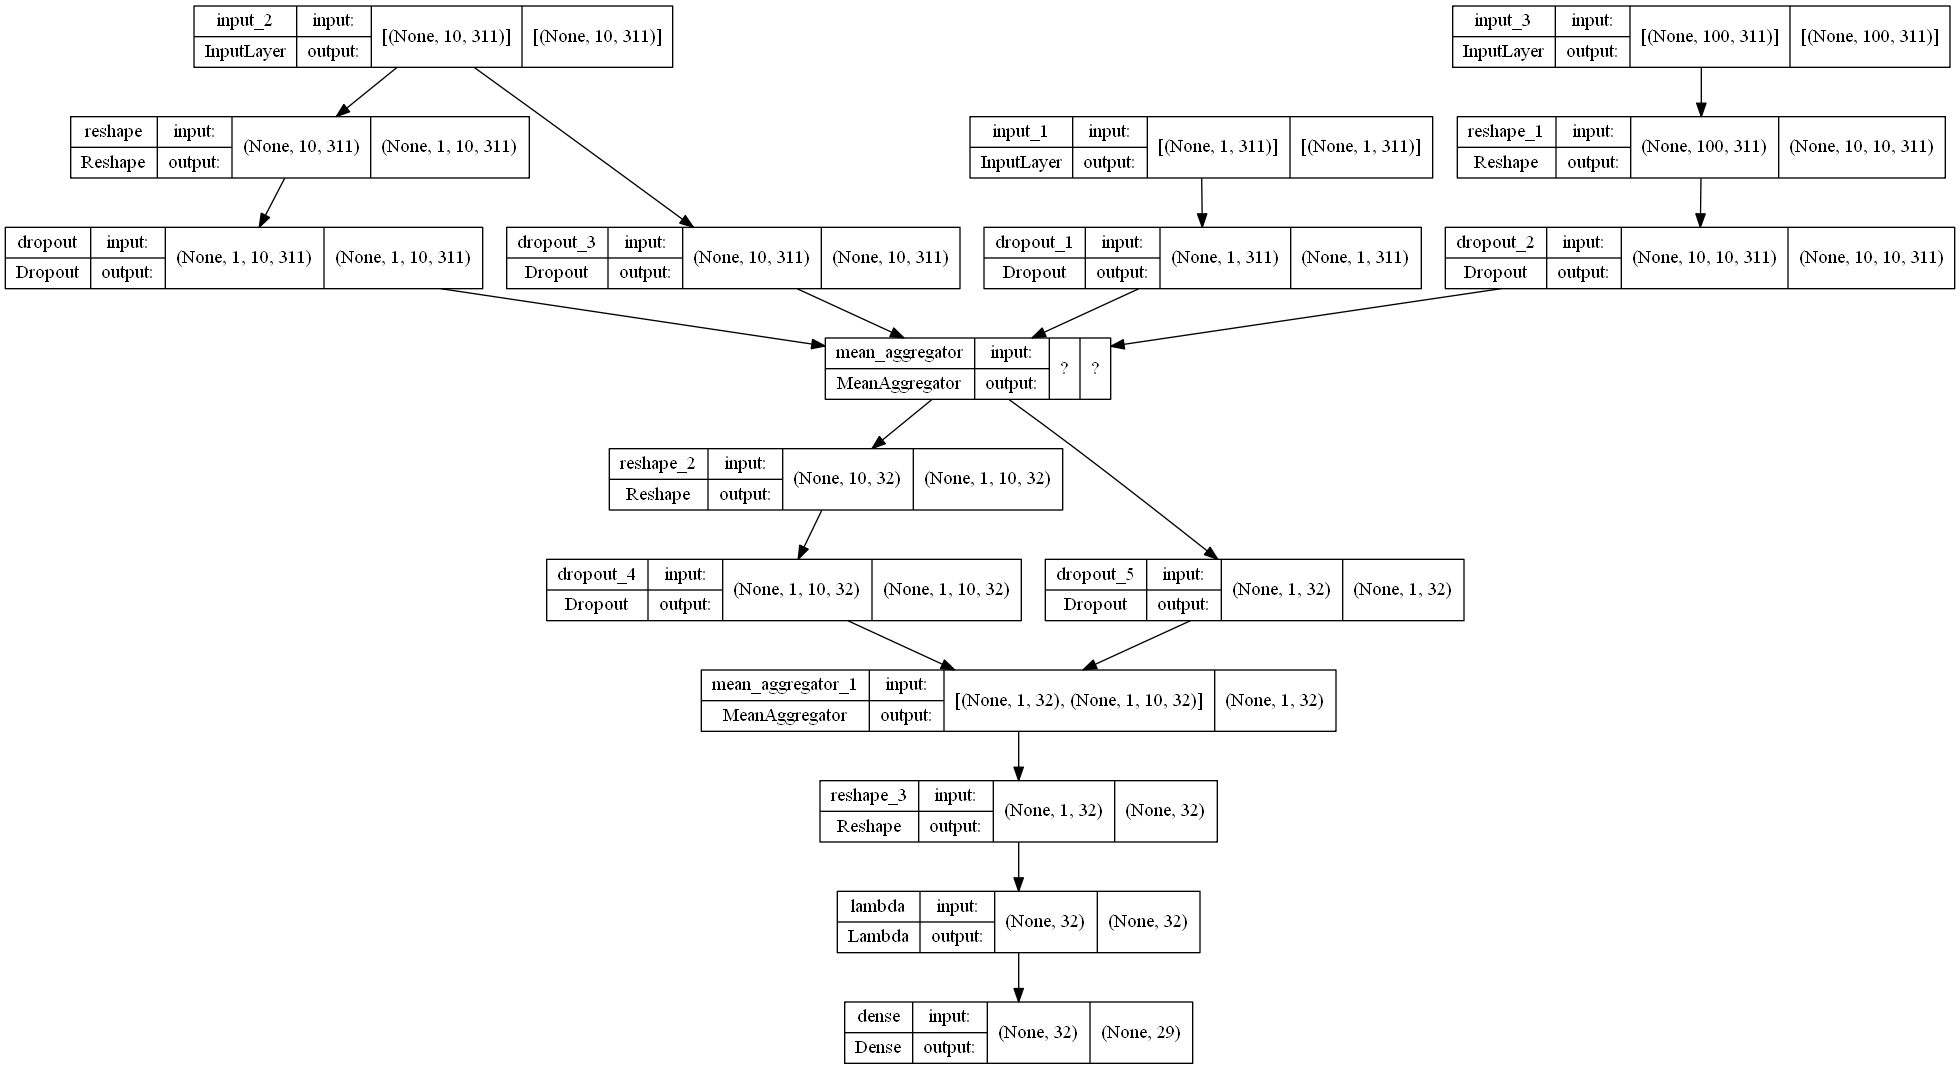 input_2 input: [(None, 10, 311)] [(None, 10, 311)]
InputLayer output:
input_3 input: [(None, 100, 311)] [(None, 100, 311)]
InputLayer output:
reshape input: (None, 10, 311) (None, 1, 10, 311)
Reshape output:
input_1 input: [(None, 1, 311)] [(None, 1, 311)]
InputLayer output:
reshape_1 input: (None, 100, 311) (None, 10, 10, 311)
Reshape output:
dropout input: (None, 1, 10, 311) (None, 1, 10, 311)
Dropout output:
dropout_3 input: (None, 10, 311) (None, 10, 311)
Dropout output:
dropout_1 input: (None, 1, 311) (None, 1, 311)
Dropout output:
dropout_2 input: (None, 10, 10, 311) (None, 10, 10, 311)
Dropout output:
mean_aggregator input: ? ?
MeanAggregator output:
reshape_2 input: (None, 10, 32) (None, 1, 10, 32)
Reshape output:
dropout_4 input: (None, 1, 10, 32) (None, 1, 10, 32)
Dropout output:
dropout_5 input: (None, 1, 32) (None, 1, 32)
Dropout output:
mean_aggregator_1 input: [(None, 1, 32), (None, 1, 10, 32)] (None, 1, 32)
MeanAggregator output:
reshape_3 input: (None, 1, 32) (None, 32)
Reshape output:
lambda input: (None, 32) (None, 32)
Lambda output:
dense input: (None, 32) (None, 29)
Dense output: